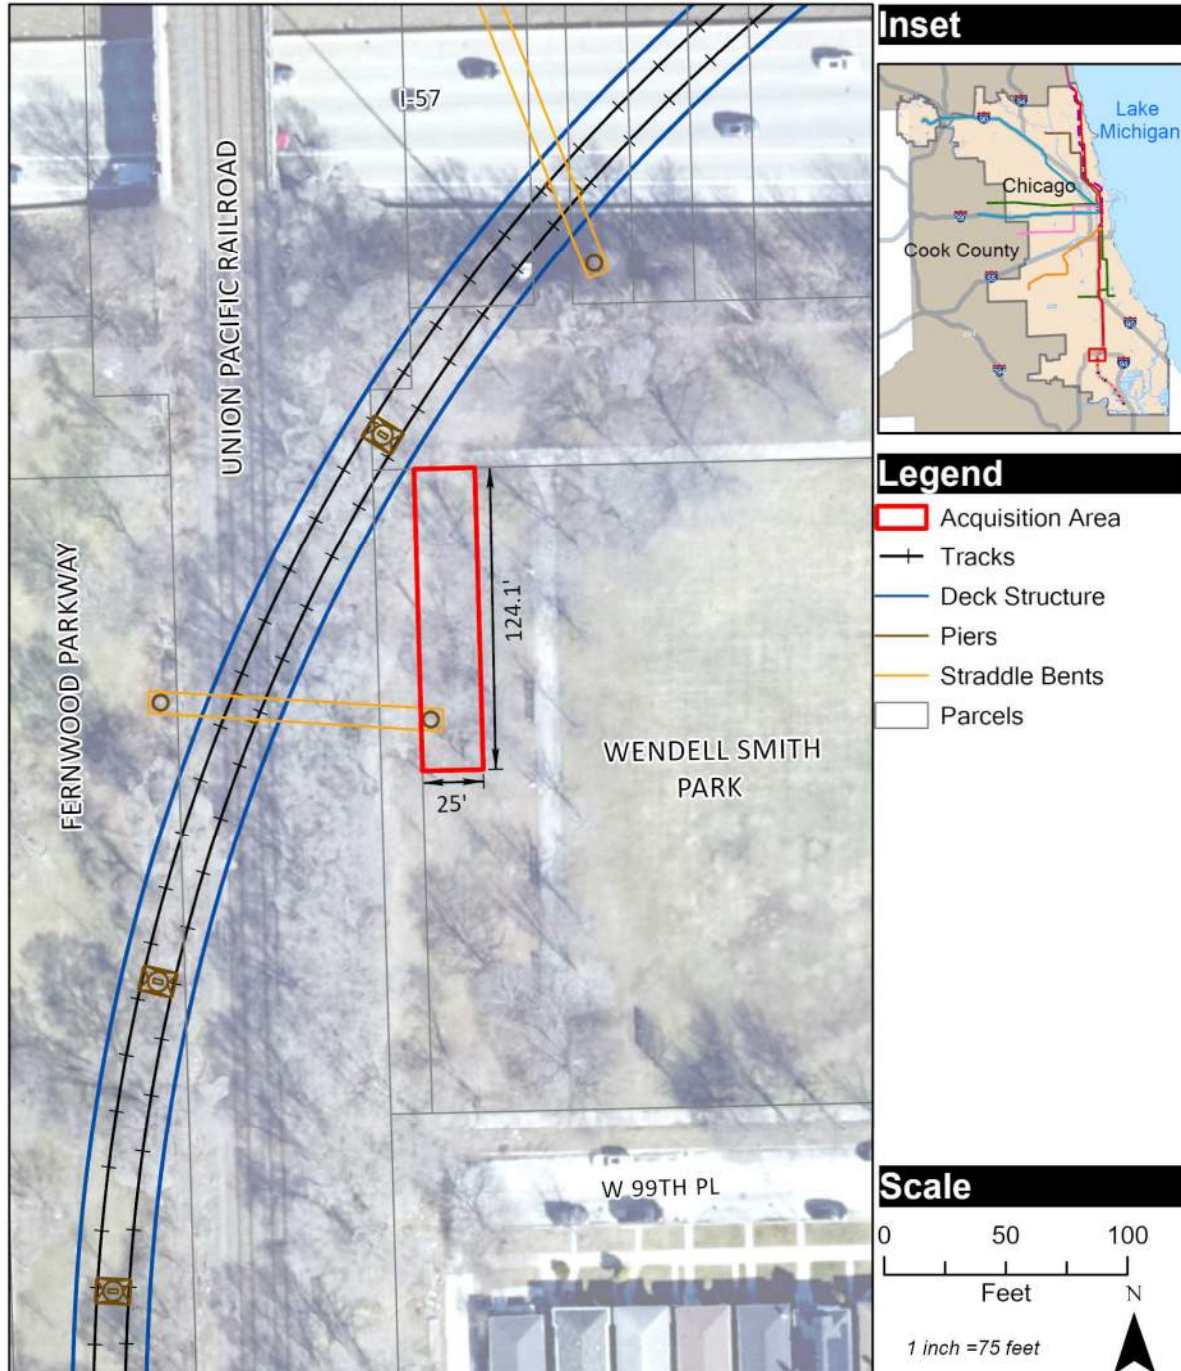 I-57
UNION PACIFIC RAILROAD
FERNWOOD PARKWAY
124.1'
25'
WENDELL SMITH
PARK
W 99TH PL
Inset
Lake
Michigan
Chicago
Cook County
90
55
Legend
Acquisition Area
Tracks
Deck Structure
Piers
Straddle Bents
Parcels
Scale
0 50 100
Feet
N
1 inch =75 feet